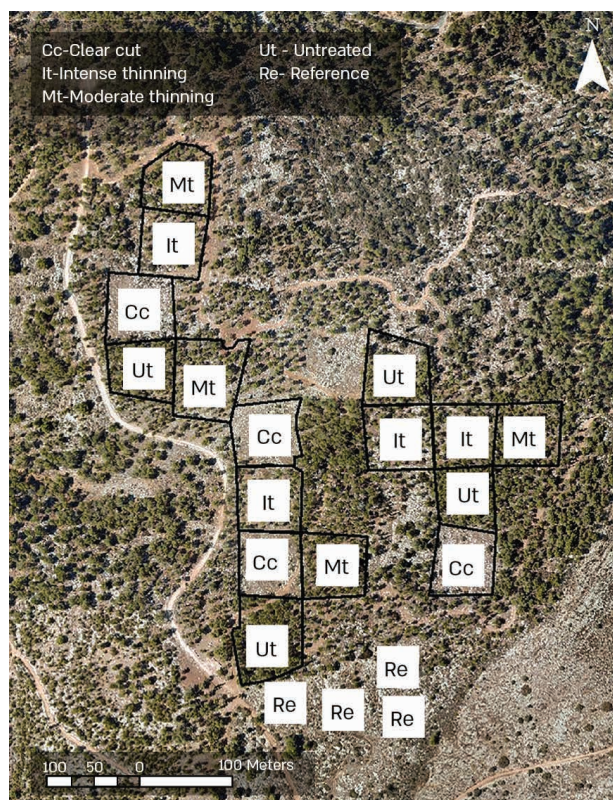 Cc-Clear cut
It-Intense thinning
Mt-Moderate thinning
Ut - Untreated
Re- Reference
N
Mt
It
Cc
Ut
Mt
Ut
Cc
It
It
Mt
It
Ut
Cc
Mt
Cc
Ut
Re
Re
Re
Re
100 50 0 100 Meters